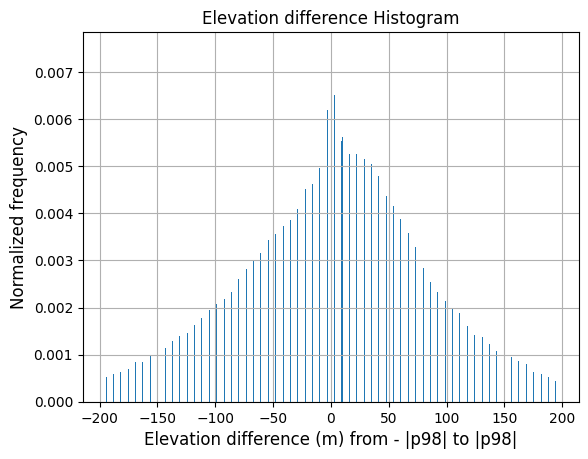 Elevation difference Histogram
Normalized frequency
0.007
0.006
0.005
0.004
0.003
0.002
0.001
0.000
−200 −150 −100 −50 0 50 100 150 200
Elevation difference (m) from - |p98| to |p98|